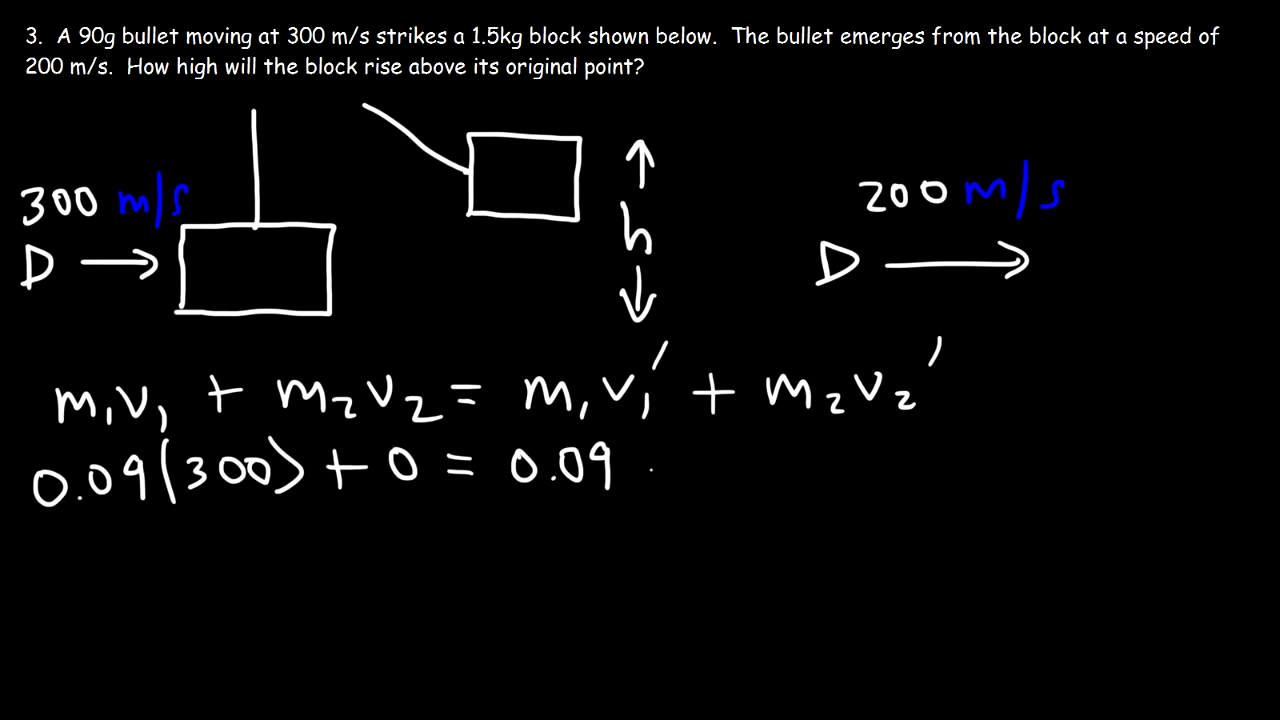 3. A 90g bullet moving at 300 m/s strikes a 1.5kg block shown below. The bullet emerges from the block at a speed of
200 m/s. How high will the block rise above its original point?
300 m/s
h
200 m/s
m₁v₁ + m₂v₂ = m₁v₁' + m₂v₂'
0.09(300) + 0 = 0.09